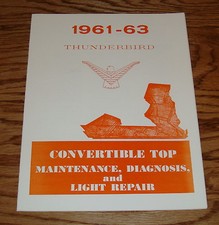 1961-63
THUNDERBIRD
CONVERTIBLE TOP
MAINTENANCE, DIAGNOSIS,
and
LIGHT REPAIR